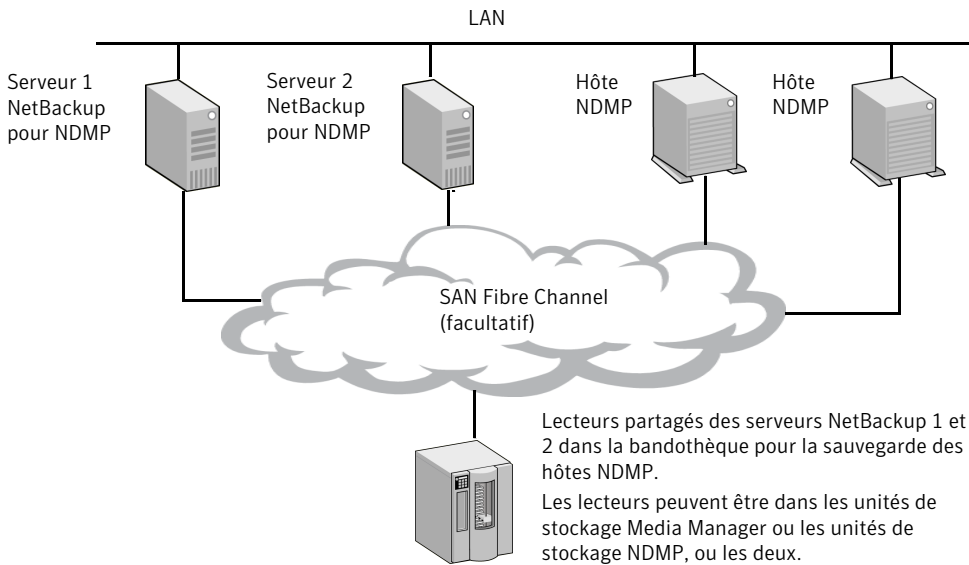 LAN
Serveur 1
NetBackup
pour NDMP
Serveur 2
NetBackup
pour NDMP
Hôte
NDMP
Hôte
NDMP
SAN Fibre Channel
(facultatif)
Lecteurs partagés des serveurs NetBackup 1 et
2 dans la bandothèque pour la sauvegarde des
hôtes NDMP.
Les lecteurs peuvent être dans les unités de
stockage Media Manager ou les unités de
stockage NDMP, ou les deux.